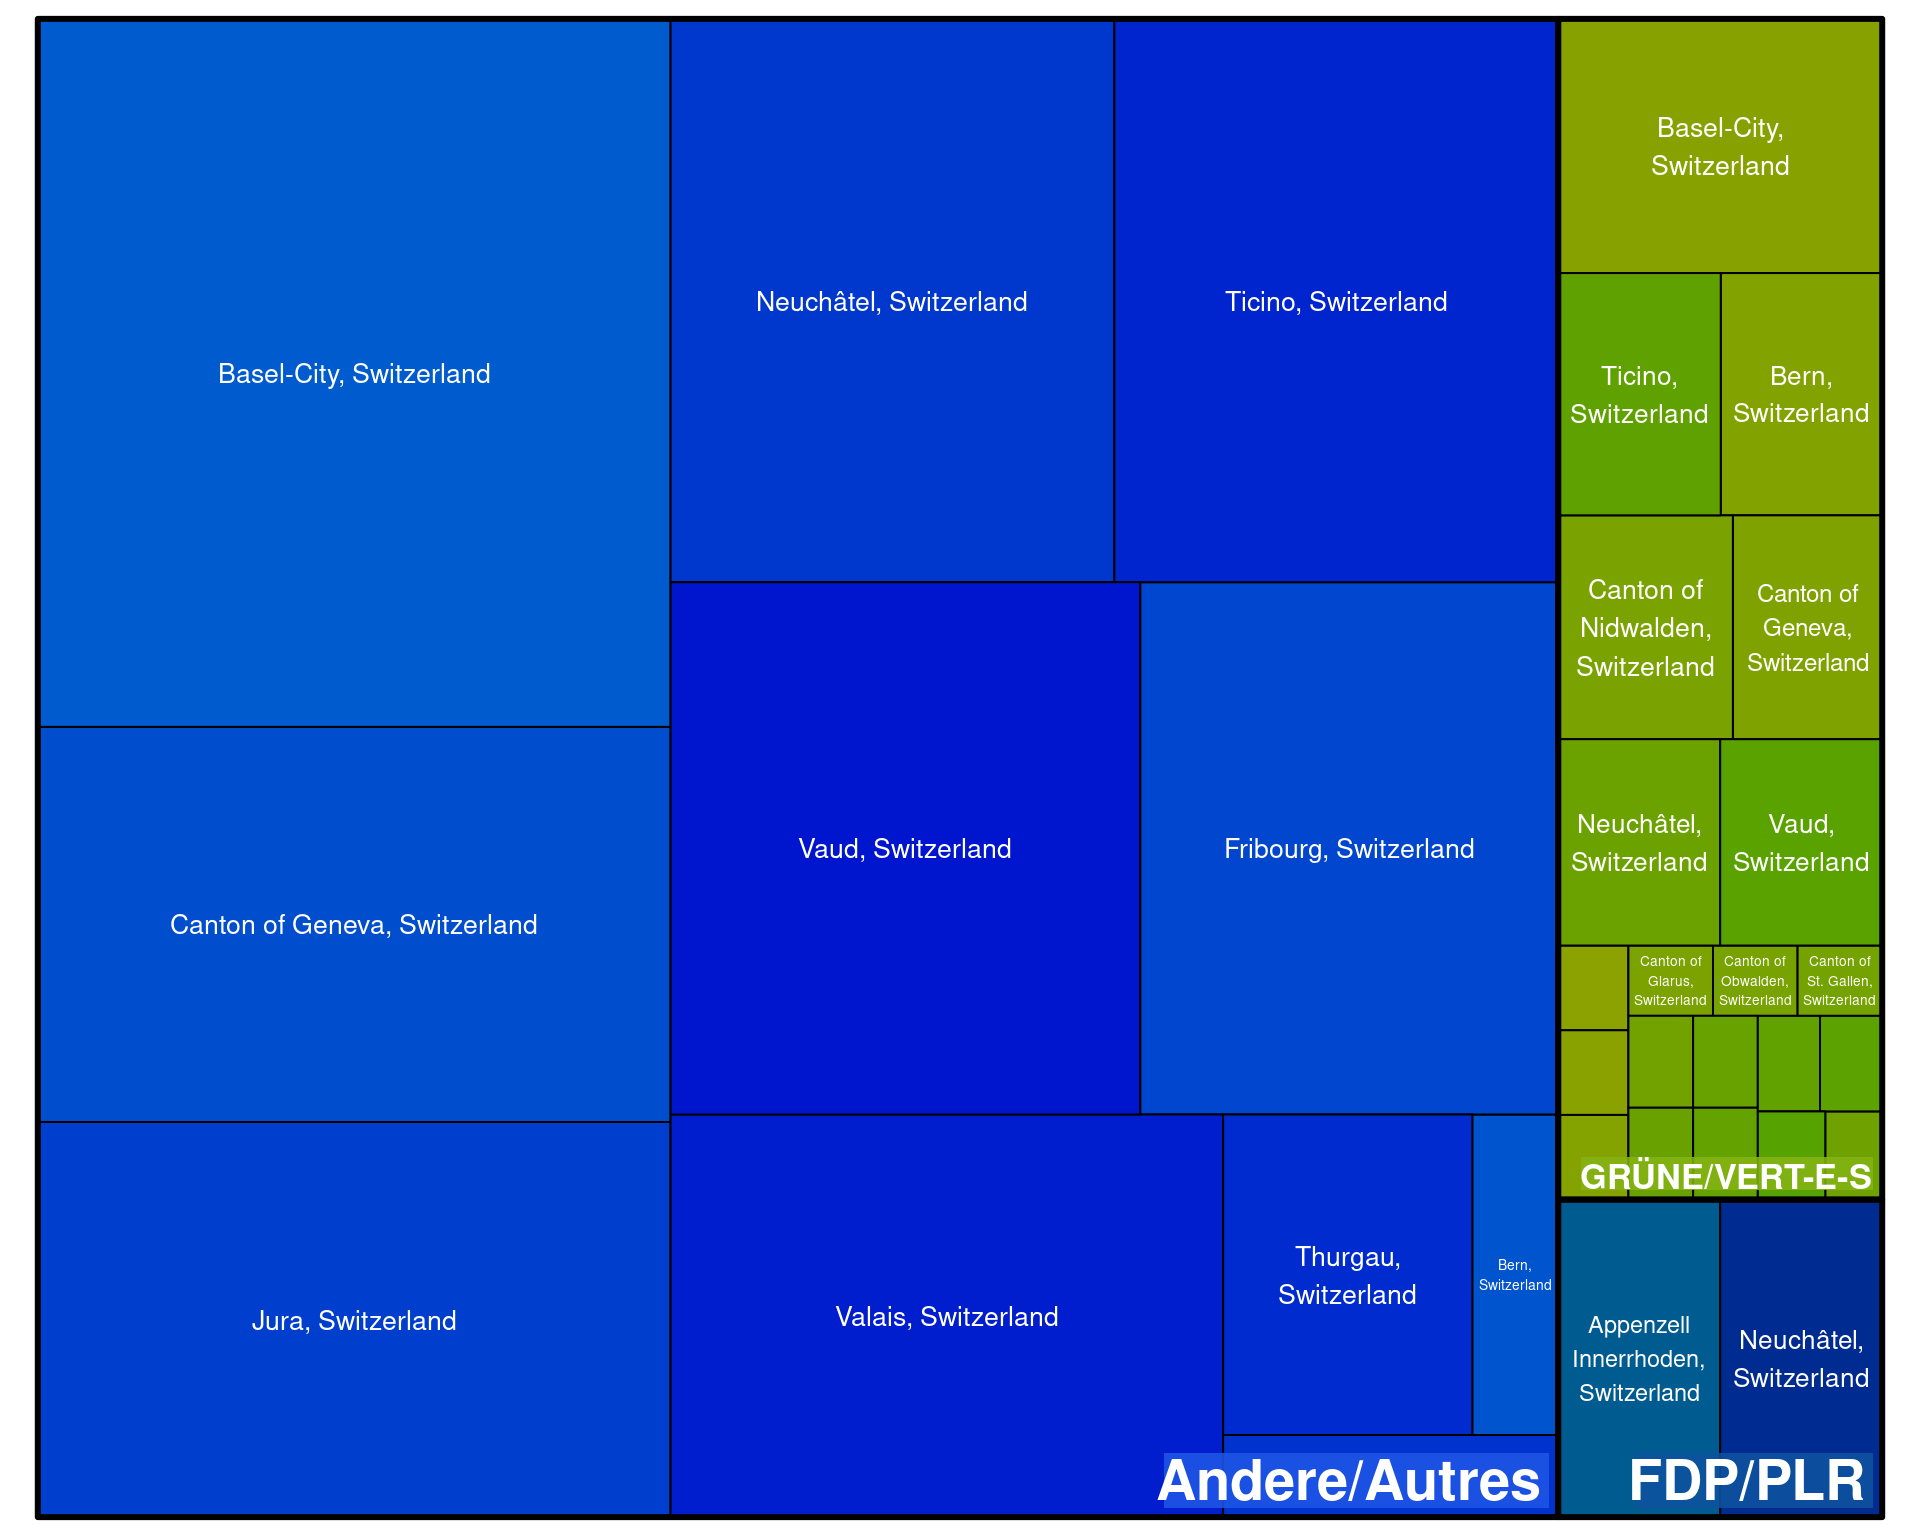 Basel-City, Switzerland
Canton of Geneva, Switzerland
Jura, Switzerland
Neuchâtel, Switzerland
Ticino, Switzerland
Vaud, Switzerland
Fribourg, Switzerland
Valais, Switzerland
Thurgau,
Switzerland
Bern,
Switzerland
Andere/Autres
Basel-City,
Switzerland
Ticino,
Switzerland
Bern,
Switzerland
Canton of
Nidwalden,
Switzerland
Canton of
Geneva,
Switzerland
Neuchâtel,
Switzerland
Vaud,
Switzerland
Canton of
Glarus,
Switzerland
Canton of
Obwalden,
Switzerland
Canton of
St. Gallen,
Switzerland
GRÜNE/VERT-E-S
Appenzell
Innerrhoden,
Switzerland
Neuchâtel,
Switzerland
FDP/PLR